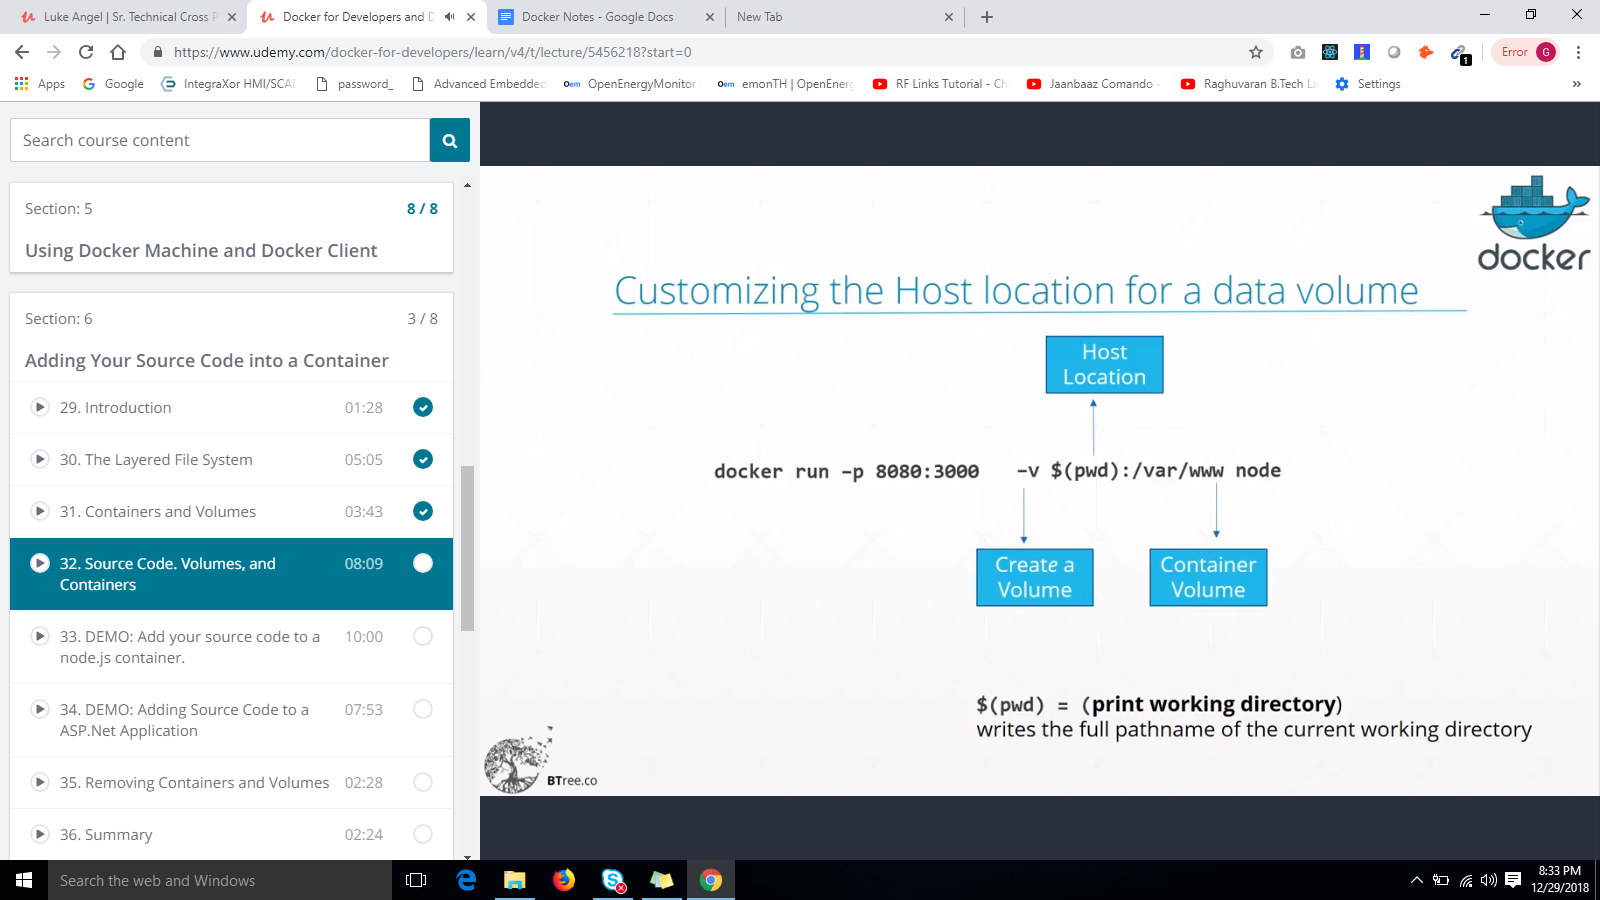 Luke Angel | Sr. Technical Cross P
Docker for Developers and D
Docker Notes - Google Docs
New Tab
https://www.udemy.com/docker-for-developers/learn/v4/t/lecture/5456218?start=0
1
Error G
Apps
Google
IntegraXor HMI/SCAD
password_
Advanced Embedded
OpenEnergyMonitor
emonTH | OpenEnerg
RF Links Tutorial - Ch
Jaanbaaz Comando -
Raghuvaran B.Tech La
Settings
»
Search course content
Section: 5 8 / 8
Using Docker Machine and Docker Client
Section: 6 3 / 8
Adding Your Source Code into a Container
29. Introduction 01:28
30. The Layered File System 05:05
31. Containers and Volumes 03:43
32. Source Code. Volumes, and 08:09
Containers
33. DEMO: Add your source code to a 10:00
node.js container.
34. DEMO: Adding Source Code to a 07:53
ASP.Net Application
35. Removing Containers and Volumes 02:28
36. Summary 02:24
docker
Customizing the Host location for a data volume
Host
Location
docker run –p 8080:3000 –v $(pwd):/var/www node
Create a
Volume
Container
Volume
$(pwd) = (print working directory)
writes the full pathname of the current working directory
BTree.co
Search the web and Windows
8:33 PM
12/29/2018